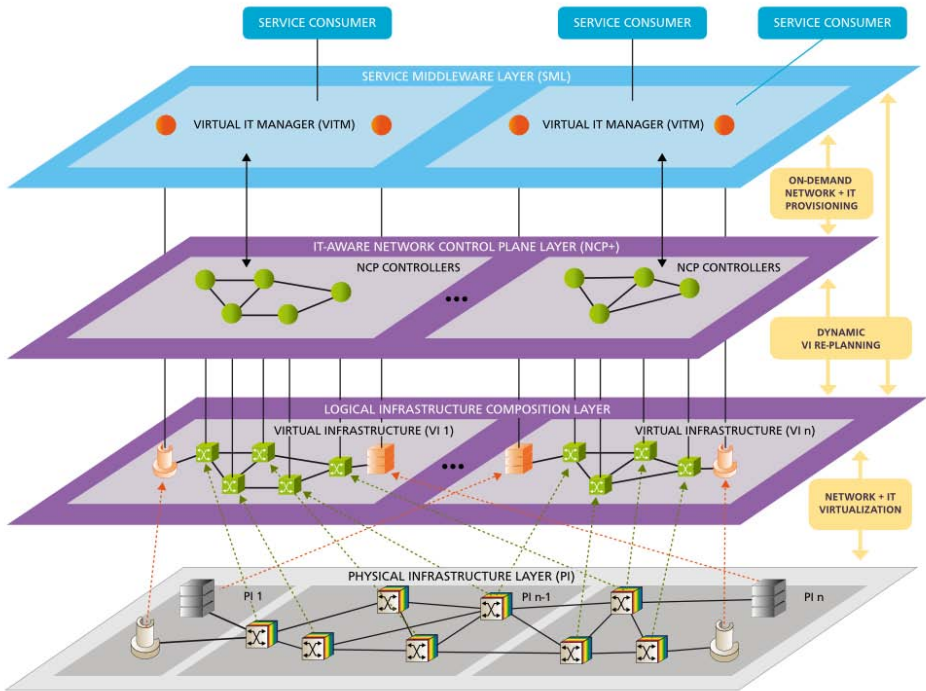 SERVICE CONSUMER
SERVICE CONSUMER
SERVICE CONSUMER
SERVICE MIDDLEWARE LAYER (SML)
VIRTUAL IT MANAGER (VITM)
VIRTUAL IT MANAGER (VITM)
ON-DEMAND
NETWORK + IT
PROVISIONING
IT-AWARE NETWORK CONTROL PLANE LAYER (NCP+)
NCP CONTROLLERS
NCP CONTROLLERS
DYNAMIC
VI RE-PLANNING
LOGICAL INFRASTRUCTURE COMPOSITION LAYER
VIRTUAL INFRASTRUCTURE (VI 1)
VIRTUAL INFRASTRUCTURE (VI n)
NETWORK + IT
VIRTUALIZATION
PHYSICAL INFRASTRUCTURE LAYER (PI)
PI 1
PI n-1
PI n